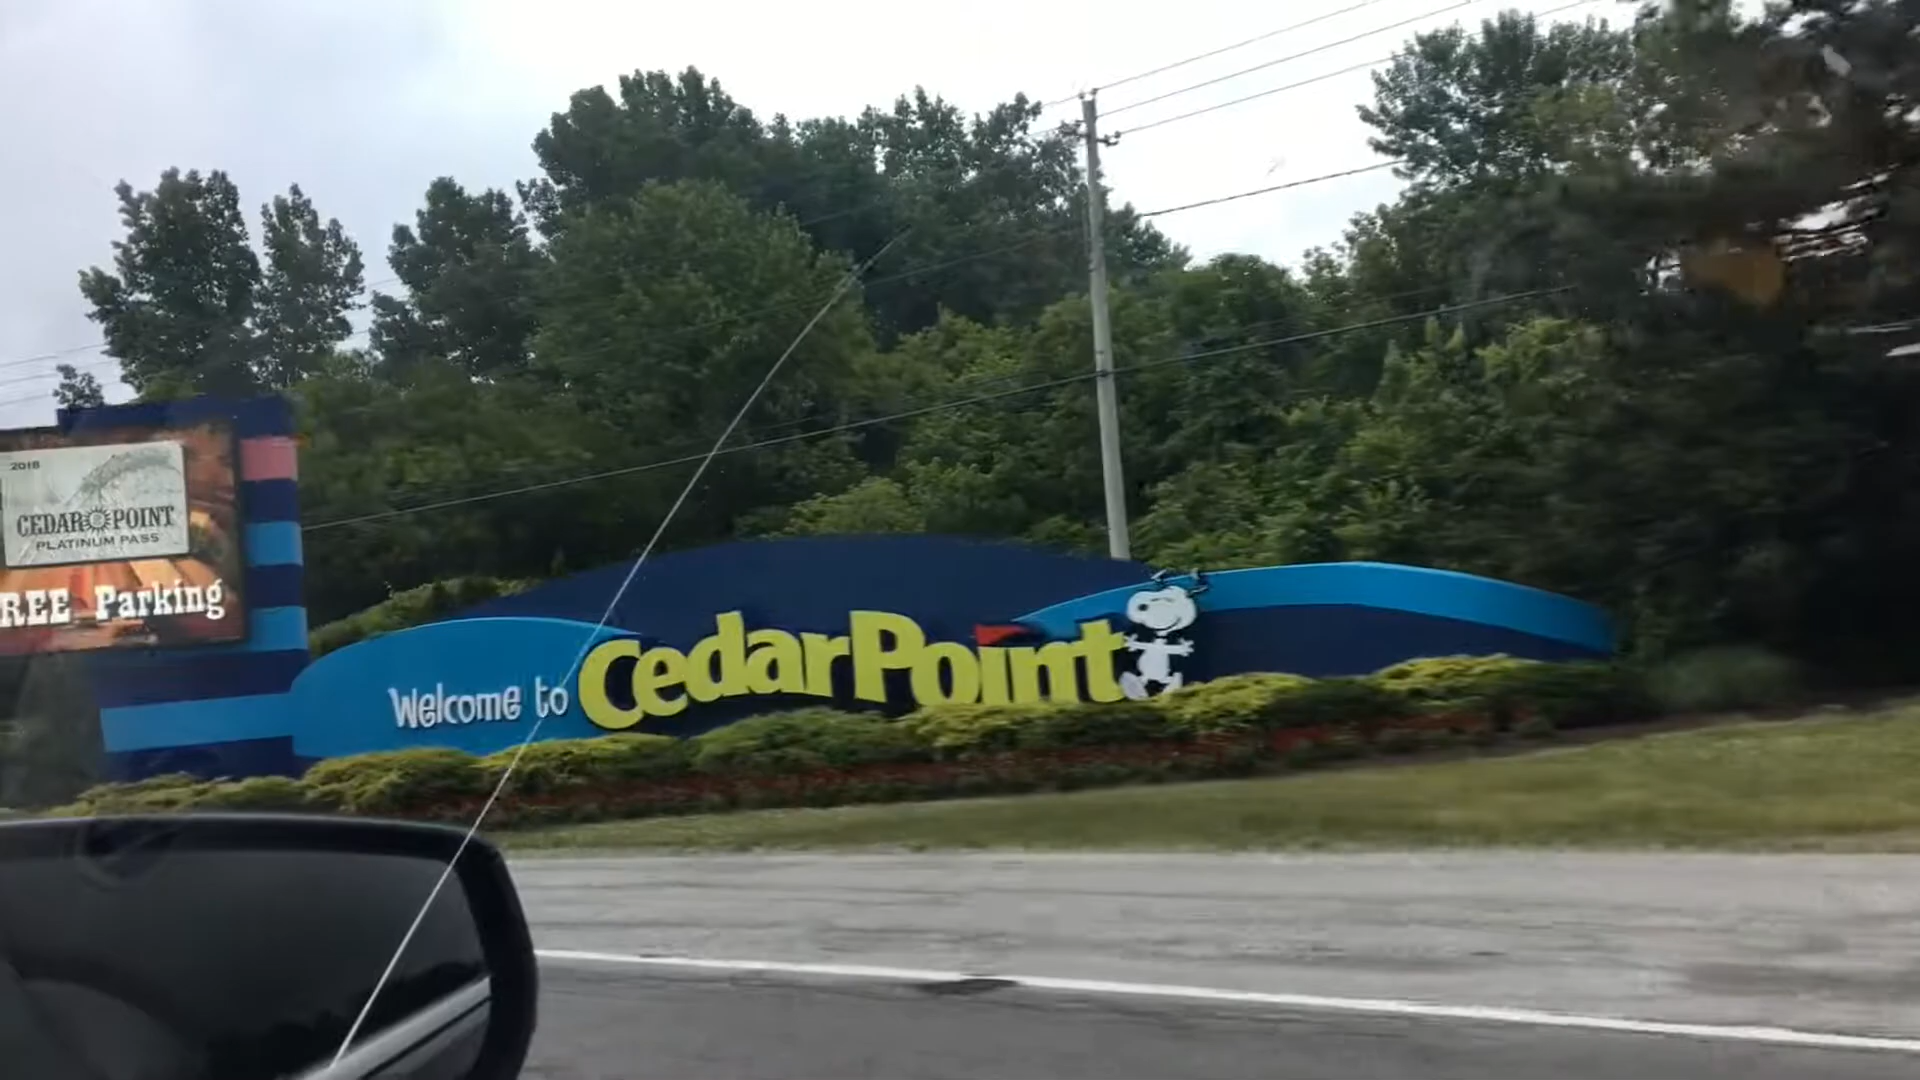 2018
CEDAR POINT
PLATINUM PASS
REE Parking
Welcome to CedarPoint